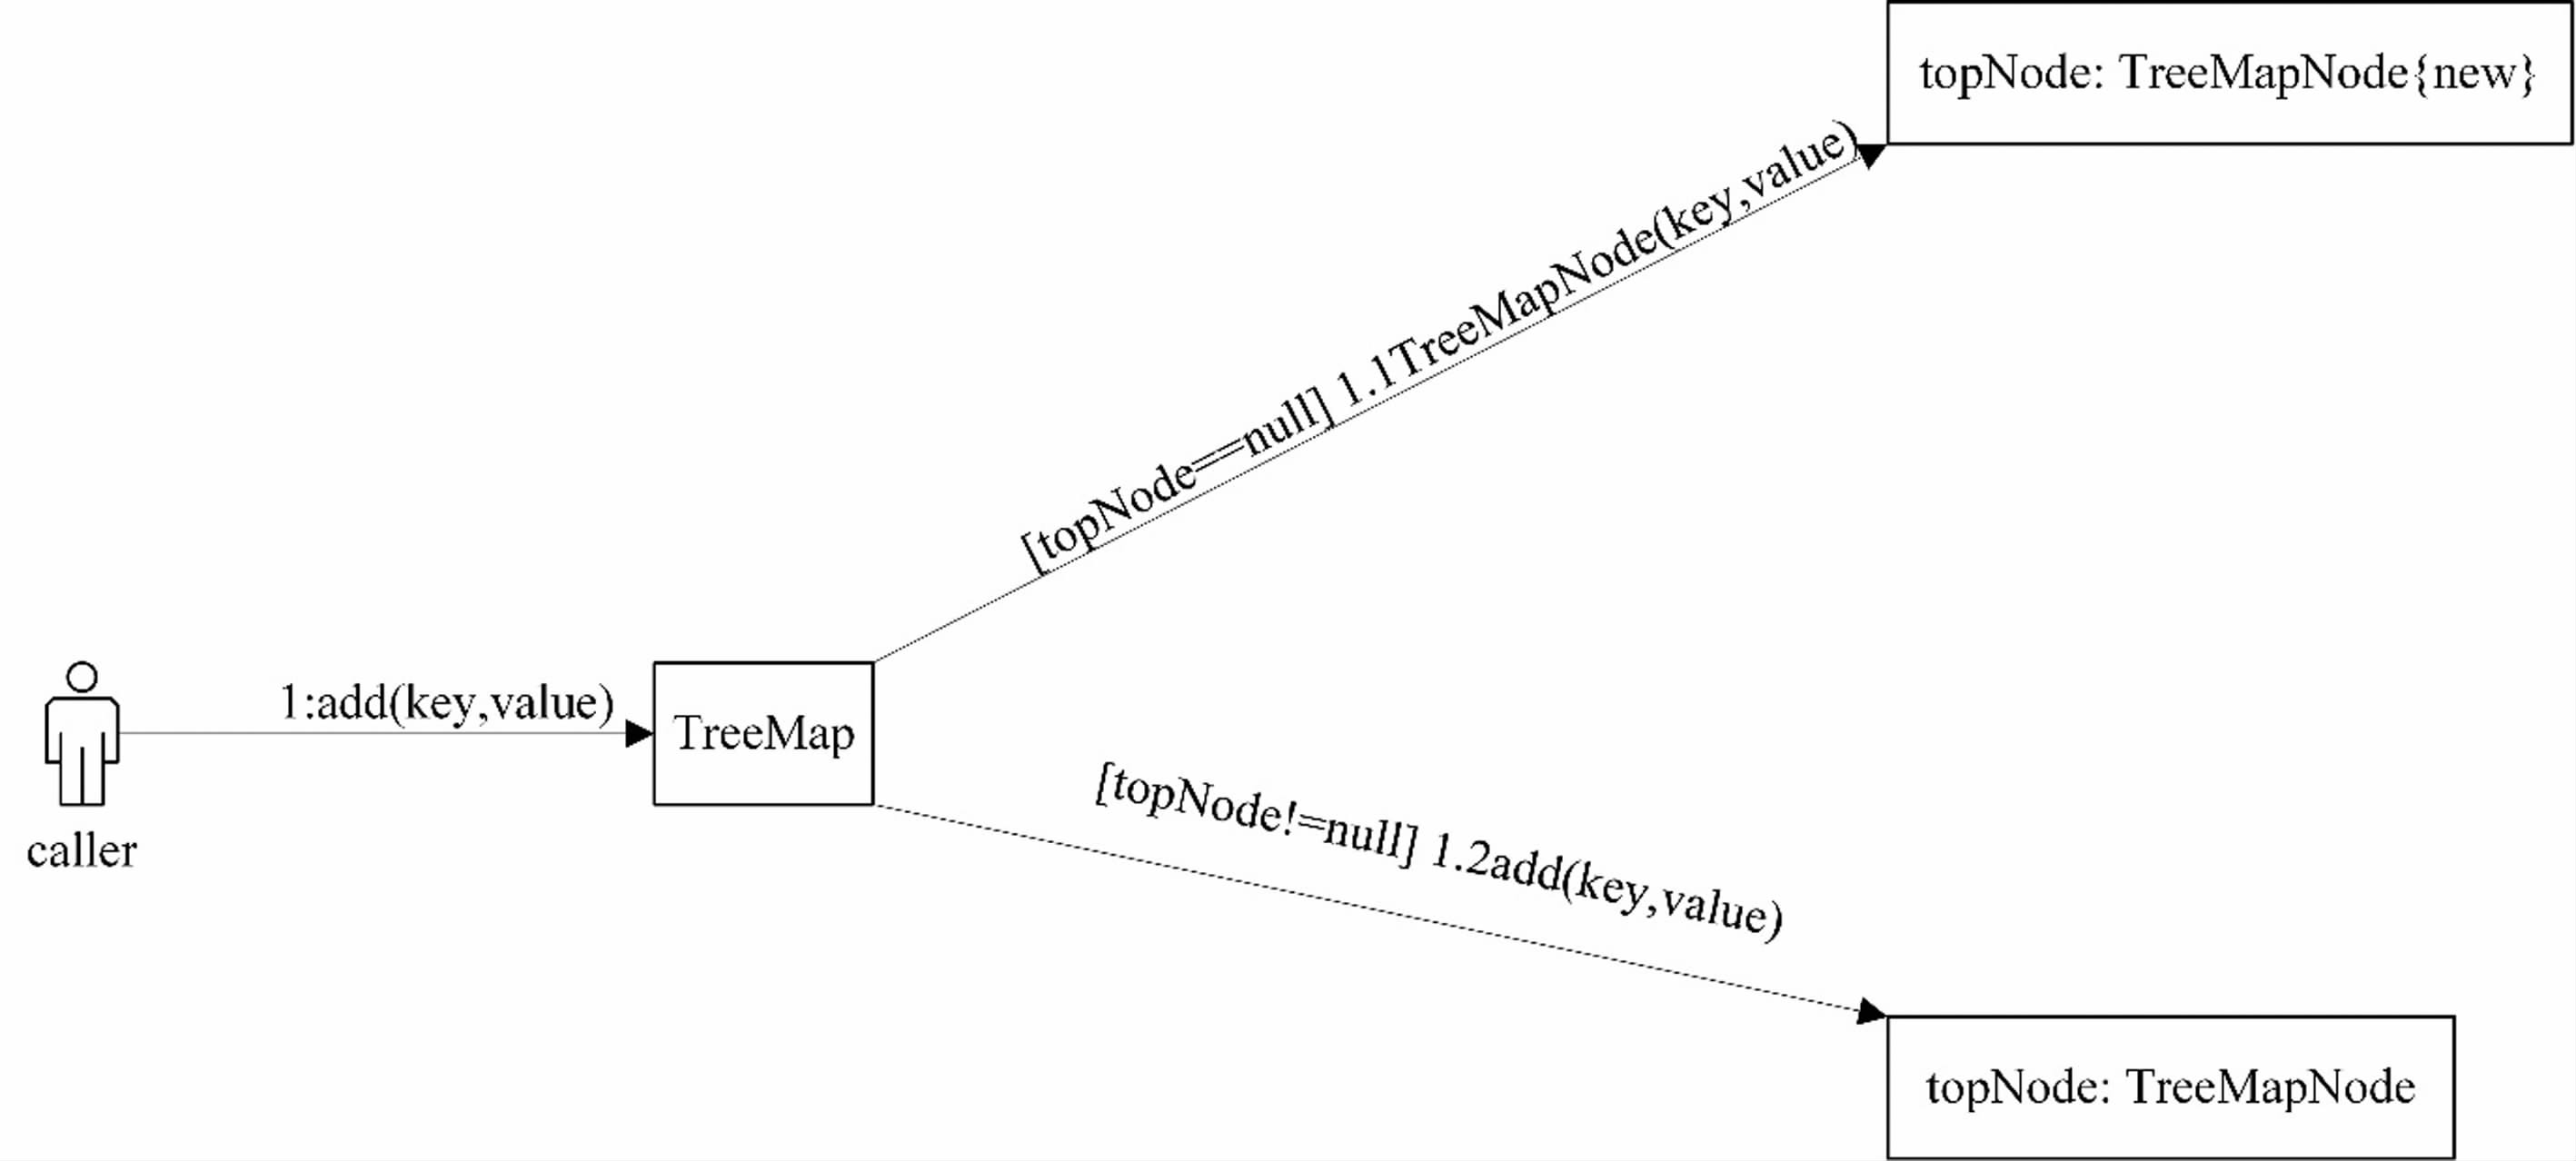 topNode: TreeMapNode{new}
[topNode==null] 1.1TreeMapNode(key,value)
1:add(key,value)
TreeMap
[topNode!=null] 1.2add(key,value)
caller
topNode: TreeMapNode